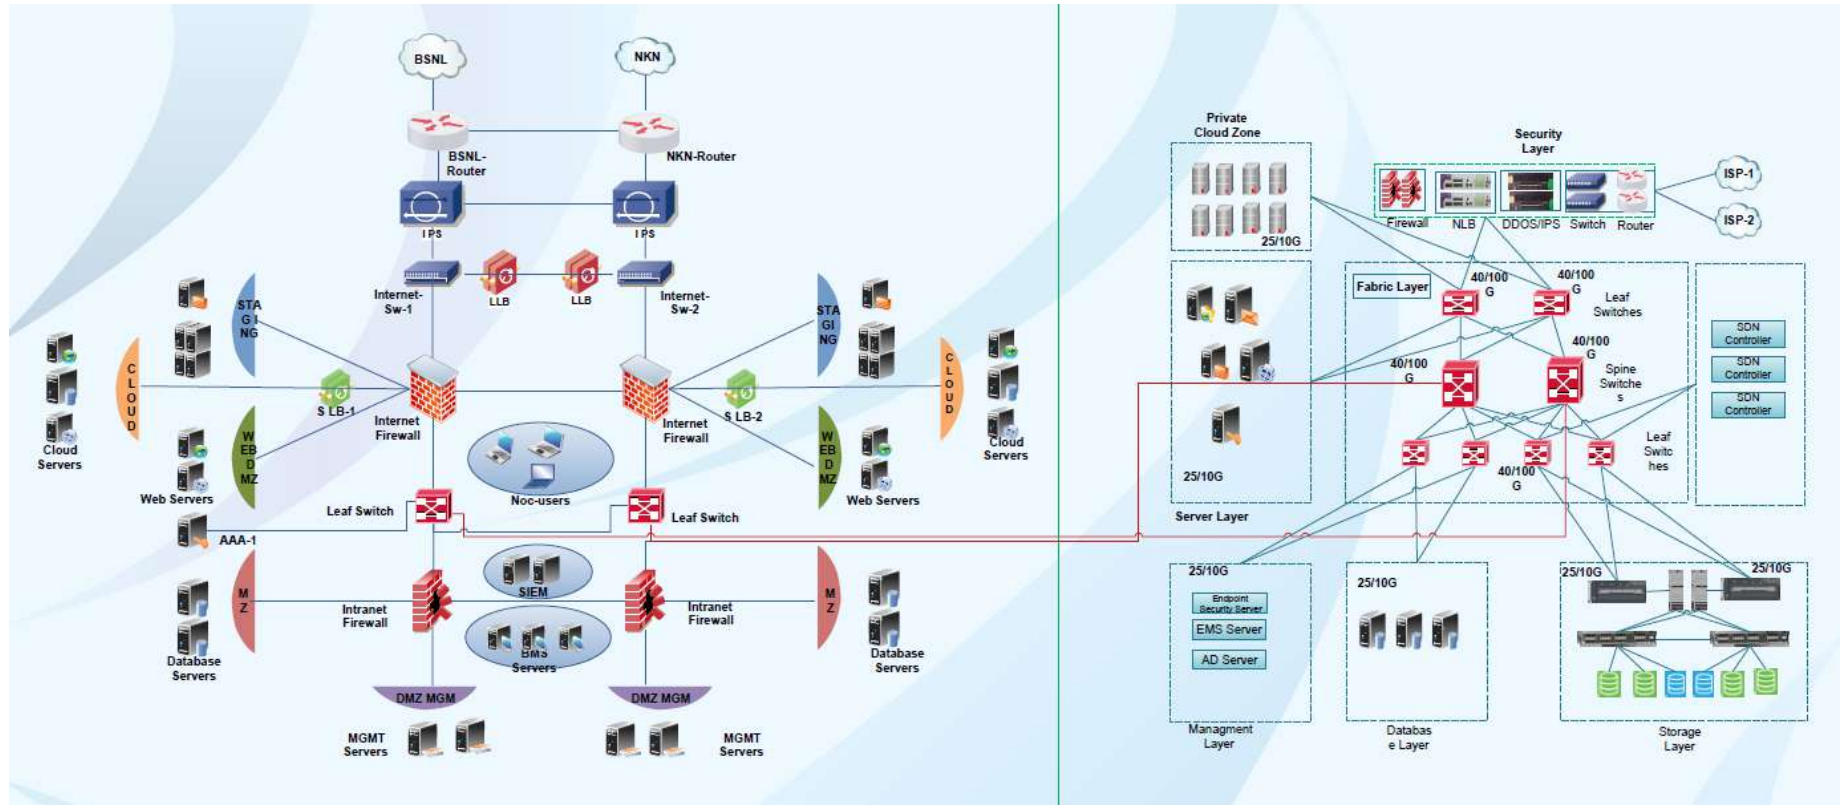 BSNL
NKN
BSNL-
Router
NKN-Router
IPS
IPS
Internet-
Sw-1
LLB
LLB
Internet-
Sw-2
STA
GI
NG
STA
GI
NG
C
L
O
U
D
C
L
O
U
D
S LB-1
S LB-2
Internet
Firewall
Internet
Firewall
Cloud
Servers
Cloud
Servers
W
EB
D
MZ
W
EB
D
MZ
Web Servers
Web Servers
Noc-users
Leaf Switch
Leaf Switch
AAA-1
SIEM
M
Z
M
Z
Intranet
Firewall
Intranet
Firewall
BMS
Servers
Database
Servers
Database
Servers
DMZ MGM
DMZ MGM
MGMT
Servers
MGMT
Servers
Private
Cloud Zone
25/10G
Security
Layer
Firewall
NLB
DDOS/IPS
Switch
Router
ISP-1
ISP-2
Fabric Layer
40/100
G
40/100
G
Leaf
Switches
40/100
G
40/100
G
Spine
Switche
s
Leaf
Switc
hes
40/100
G
SDN
Controller
SDN
Controller
SDN
Controller
25/10G
Server Layer
25/10G
Endpoint
Security Server
EMS Server
AD Server
Managment
Layer
25/10G
Databas
e Layer
25/10G
25/10G
Storage
Layer